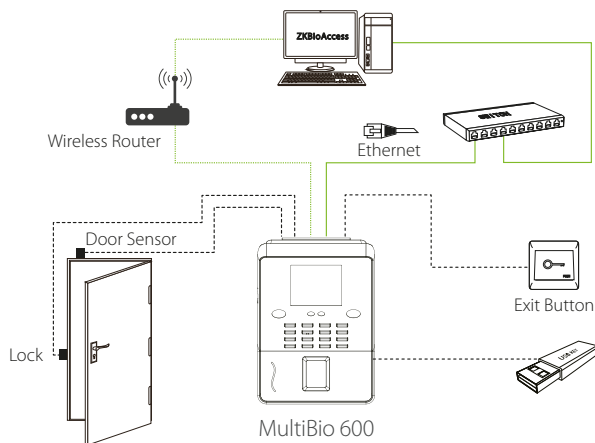 ZKBioAccess
Wireless Router
Ethernet
Door Sensor
Exit Button
Lock
MultiBio 600